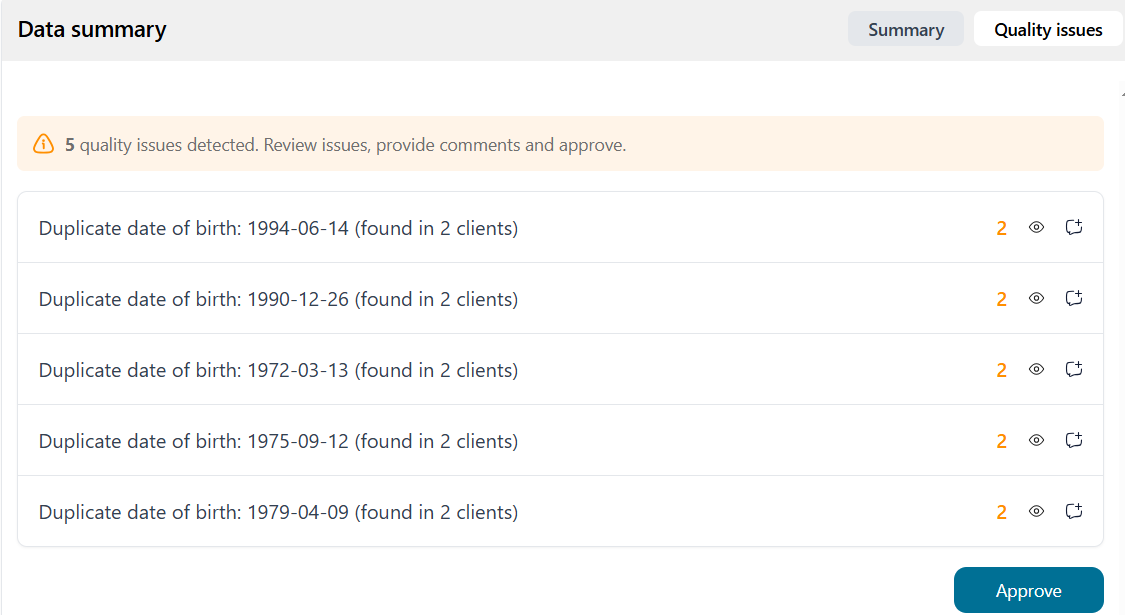 Data summary
Summary
Quality issues
5 quality issues detected. Review issues, provide comments and approve.
Duplicate date of birth: 1994-06-14 (found in 2 clients)
2
Duplicate date of birth: 1990-12-26 (found in 2 clients)
2
Duplicate date of birth: 1972-03-13 (found in 2 clients)
2
Duplicate date of birth: 1975-09-12 (found in 2 clients)
2
Duplicate date of birth: 1979-04-09 (found in 2 clients)
2
Approve